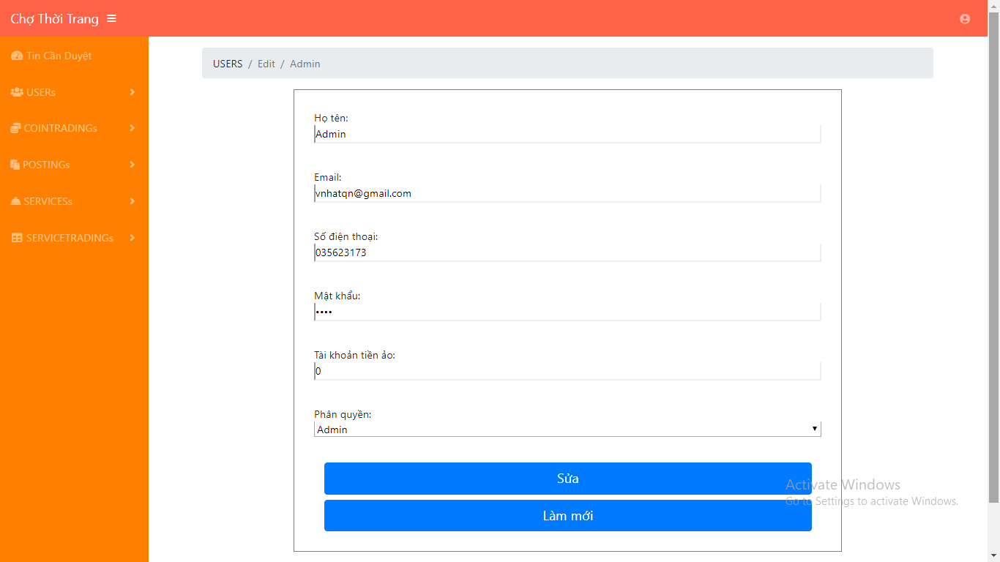 Chợ Thời Trang
Tin Cần Duyệt
USERs
COINTRADINGs
POSTINGs
SERVICESs
SERVICETRADINGs
USERS / Edit / Admin
Họ tên:
Admin
Email:
vnhatqn@gmail.com
Số điện thoại:
035623173
Mật khẩu:
••••
Tài khoản tiền ảo:
0
Phân quyền:
Admin
Sửa
Làm mới
Activate Windows
Go to Settings to activate Windows.